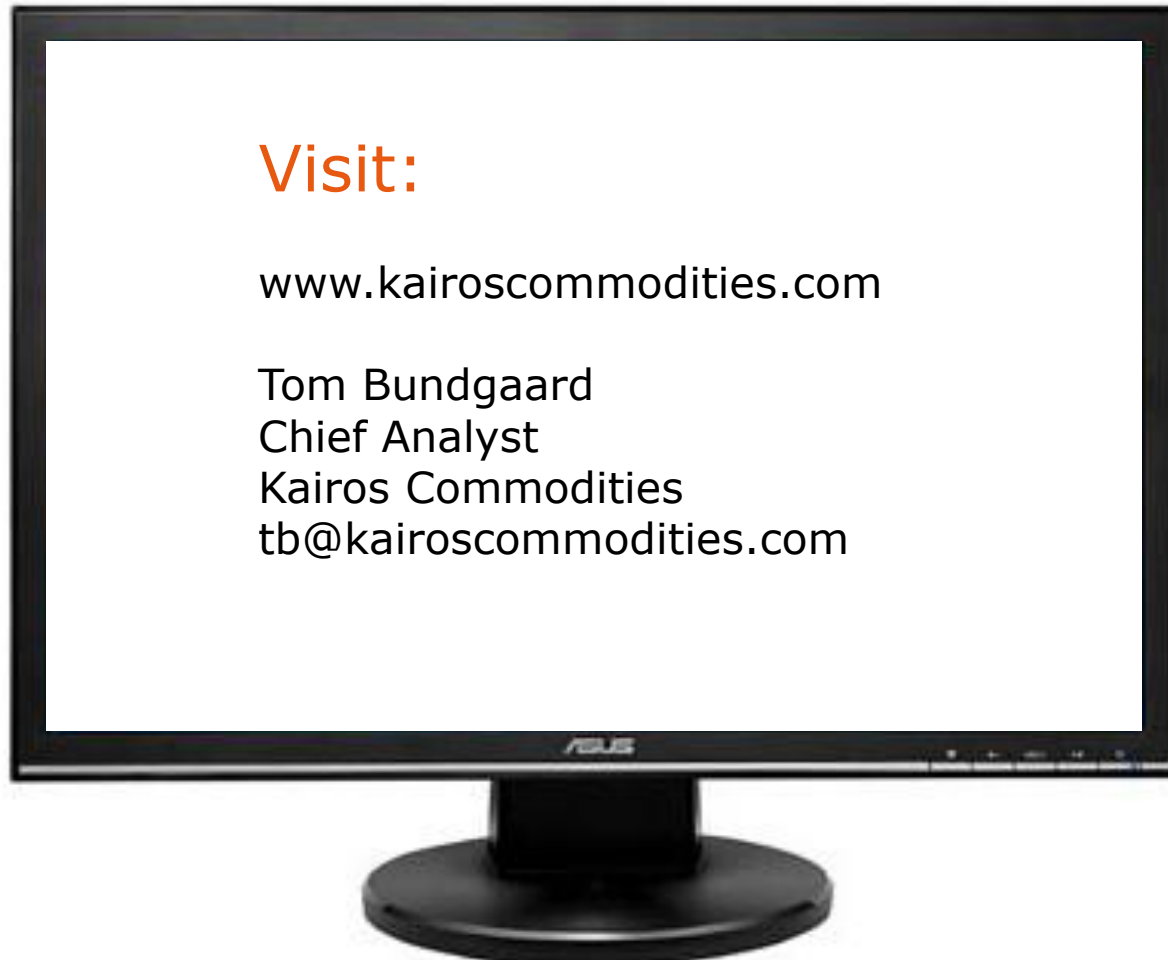 Visit:
www.kairoscommodities.com
Tom Bundgaard
Chief Analyst
Kairos Commodities
tb@kairoscommodities.com
ASUS